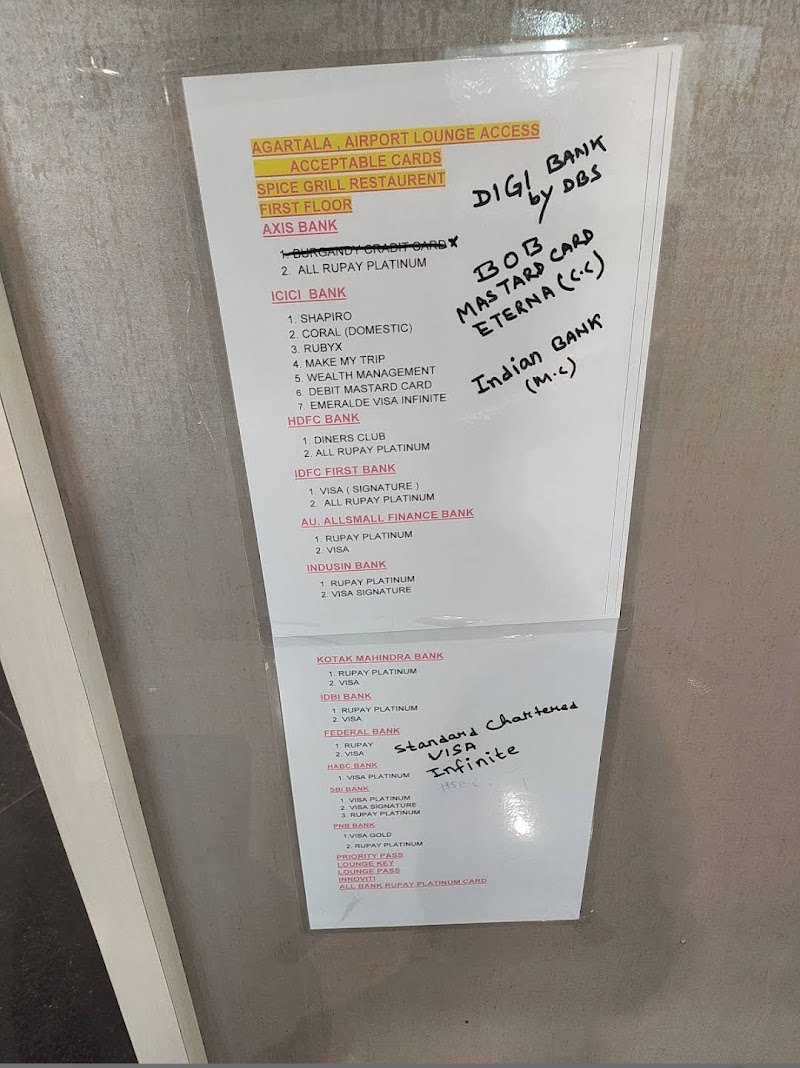 AGARTALA , AIRPORT LOUNGE ACCESS
ACCEPTABLE CARDS
SPICE GRILL RESTAURENT
FIRST FLOOR
AXIS BANK
1. BURGANDY CRADIT CARD x
2. ALL RUPAY PLATINUM
ICICI BANK
1. SHAPIRO
2. CORAL (DOMESTIC)
3. RUBYX
4. MAKE MY TRIP
5. WEALTH MANAGEMENT
6. DEBIT MASTARD CARD
7. EMERALDE VISA INFINITE
HDFC BANK
1. DINERS CLUB
2. ALL RUPAY PLATINUM
IDFC FIRST BANK
1. VISA ( SIGNATURE )
2. ALL RUPAY PLATINUM
AU. ALLSMALL FINANCE BANK
1. RUPAY PLATINUM
2. VISA
INDUSIN BANK
1. RUPAY PLATINUM
2. VISA SIGNATURE
DIGI BANK
by DBS
BOB
MASTARD CARD
ETERNA (C.C)
Indian BANK
(M.C)
KOTAK MAHINDRA BANK
1. RUPAY PLATINUM
2. VISA
IDBI BANK
1. RUPAY PLATINUM
2. VISA
FEDERAL BANK
1. RUPAY
2. VISA
HABC BANK
1. VISA PLATINUM
SBI BANK
1. VISA PLATINUM
2. VISA SIGNATURE
3. RUPAY PLATINUM
PNB BANK
1.VISA GOLD
2. RUPAY PLATINUM
PRIORITY PASS
LOUNGE KEY
LOUNGE PASS
INNOVITI
ALL BANK RUPAY PLATINUM CARD
Standard Chartered
VISA
Infinite